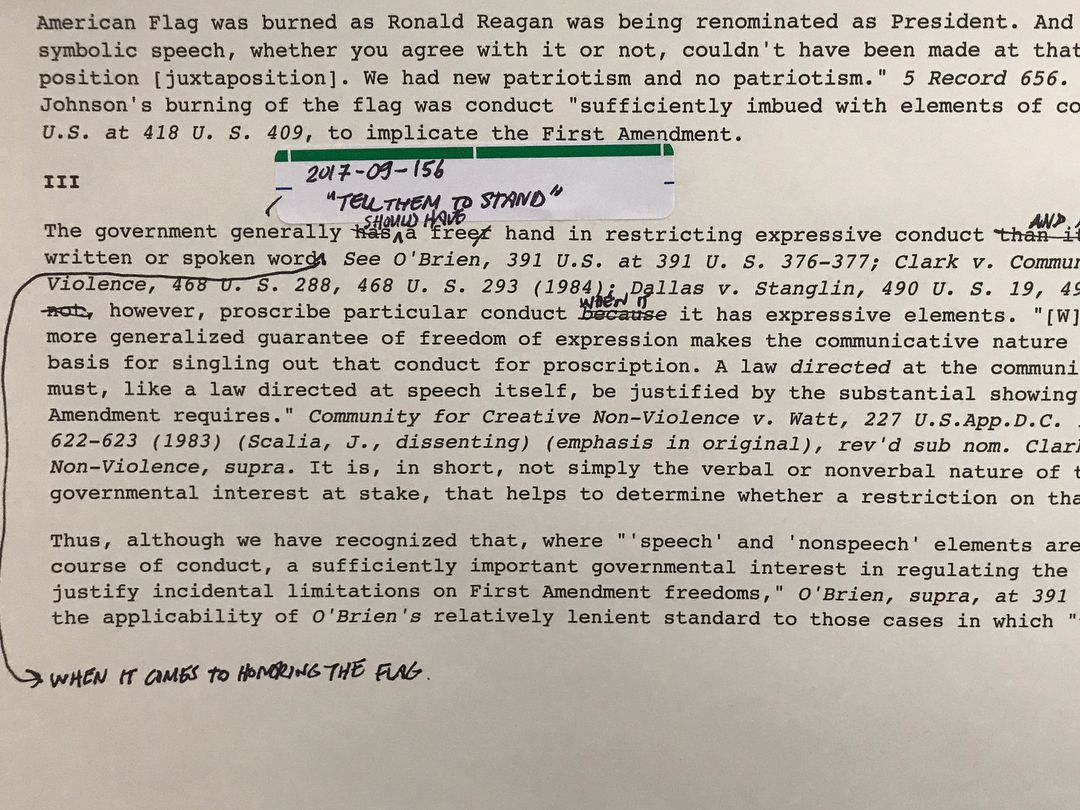 American Flag was burned as Ronald Reagan was being renominated as President. And
symbolic speech, whether you agree with it or not, couldn't have been made at that
position [juxtaposition]. We had new patriotism and no patriotism." 5 Record 656.
Johnson's burning of the flag was conduct "sufficiently imbued with elements of co
U.S. at 418 U. S. 409, to implicate the First Amendment.
2017-09-156
"TELL THEM TO STAND"
III
SHOULD HAVE
AND
The government generally has a freer hand in restricting expressive conduct than i
written or spoken word. See O'Brien, 391 U.S. at 391 U. S. 376-377; Clark v. Commun
Violence, 468 U. S. 288, 468 U. S. 293 (1984); Dallas v. Stanglin, 490 U. S. 19, 49
WHEN IT
not, however, proscribe particular conduct because it has expressive elements. "[W]
more generalized guarantee of freedom of expression makes the communicative nature
basis for singling out that conduct for proscription. A law directed at the communi
must, like a law directed at speech itself, be justified by the substantial showing
Amendment requires." Community for Creative Non-Violence v. Watt, 227 U.S.App.D.C.
622-623 (1983) (Scalia, J., dissenting) (emphasis in original), rev'd sub nom. Clark
Non-Violence, supra. It is, in short, not simply the verbal or nonverbal nature of t
governmental interest at stake, that helps to determine whether a restriction on tha
Thus, although we have recognized that, where "'speech' and 'nonspeech' elements are
course of conduct, a sufficiently important governmental interest in regulating the
justify incidental limitations on First Amendment freedoms," O'Brien, supra, at 391
the applicability of O'Brien's relatively lenient standard to those cases in which "
WHEN IT COMES TO HONORING THE FLAG.